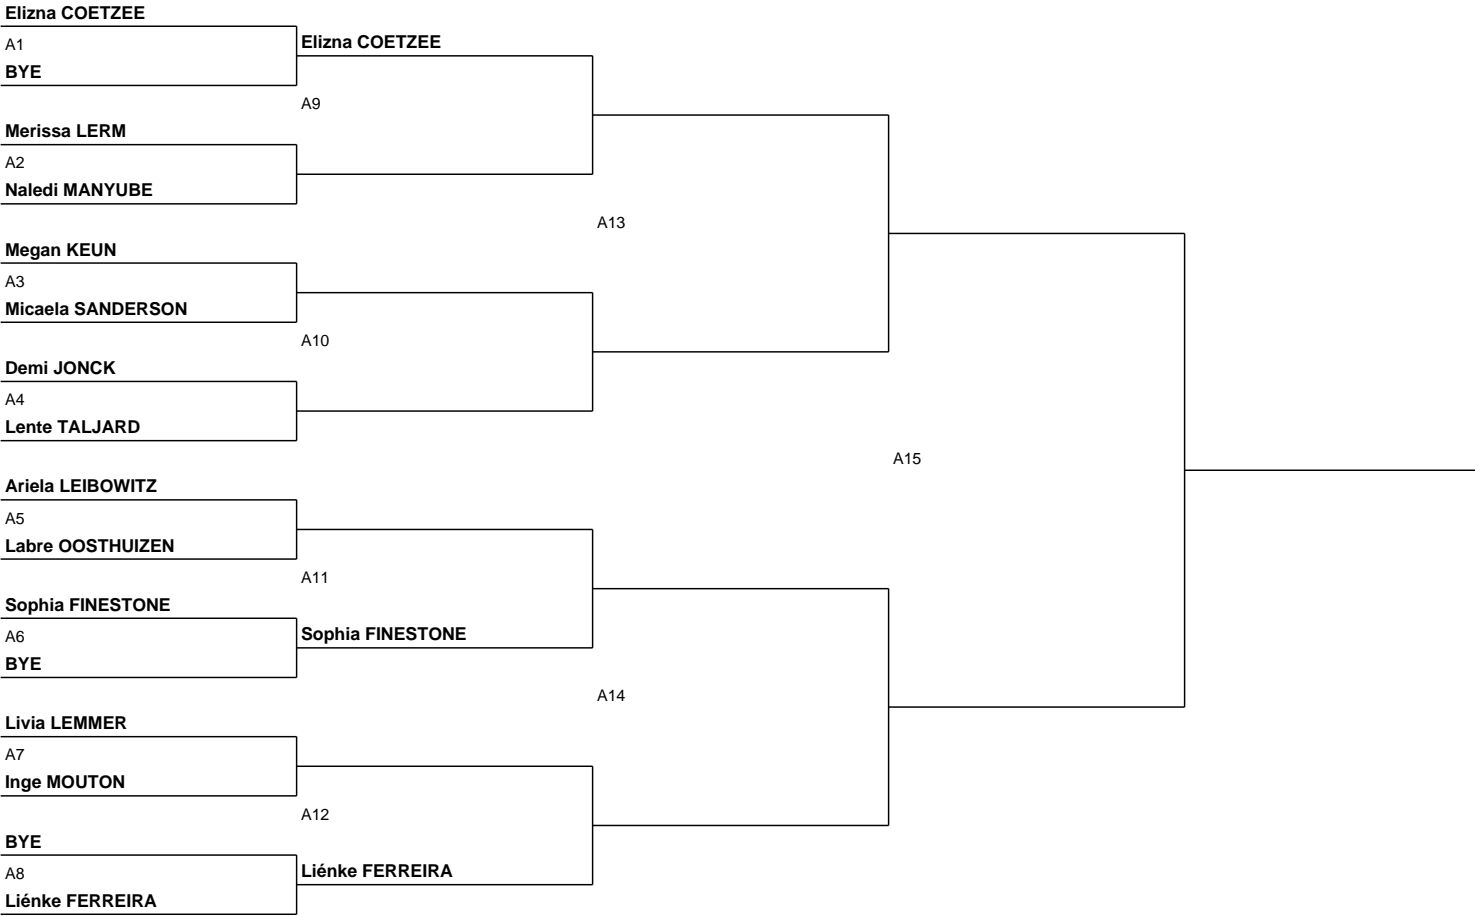 Elizna COETZEE
A1
BYE
Elizna COETZEE
A9
Merissa LERM
A2
Naledi MANYUBE
A13
Megan KEUN
A3
Micaela SANDERSON
A10
Demi JONCK
A4
Lente TALJARD
A15
Ariela LEIBOWITZ
A5
Labre OOSTHUIZEN
A11
Sophia FINESTONE
A6
BYE
Sophia FINESTONE
A14
Livia LEMMER
A7
Inge MOUTON
A12
BYE
A8
Liénke FERREIRA
Liénke FERREIRA